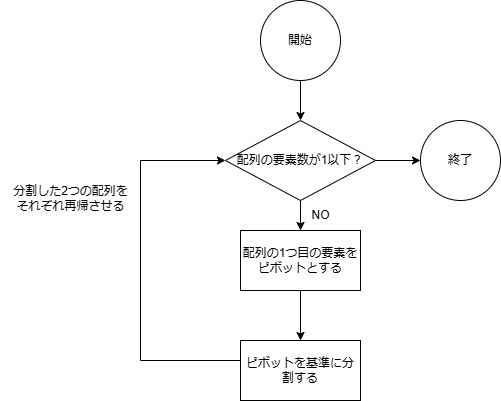 開始
配列の要素数が1以下？
終了
分割した2つの配列を
それぞれ再帰させる
NO
配列の1つ目の要素を
ピボットとする
ピボットを基準に分
割する